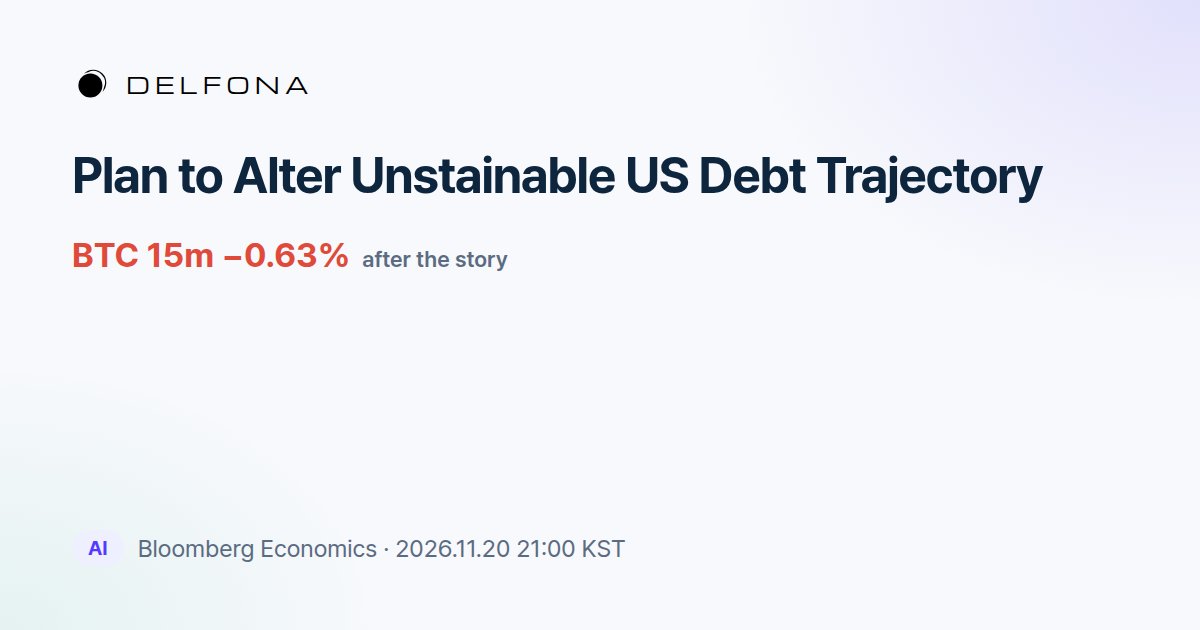 DELFONA
Plan to Alter Unstainable US Debt Trajectory
BTC 15m −0.63% after the story
AI Bloomberg Economics · 2026.11.20 21:00 KST